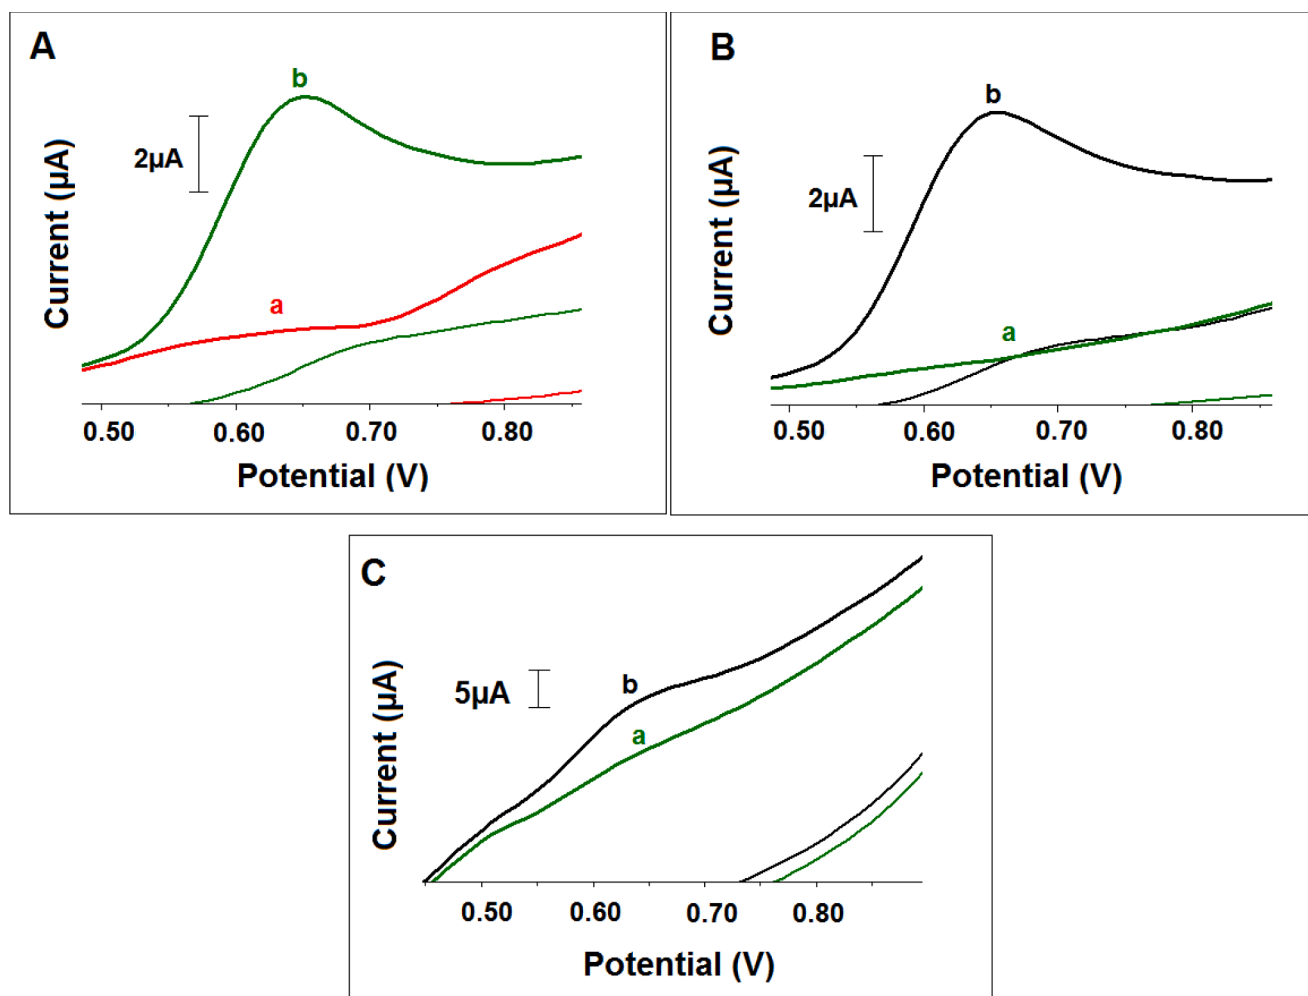 A
b
2µA
a
Current (µA)
0.50 0.60 0.70 0.80
Potential (V)
B
b
2µA
a
Current (µA)
0.50 0.60 0.70 0.80
Potential (V)
C
5µA
b
a
Current (µA)
0.50 0.60 0.70 0.80
Potential (V)